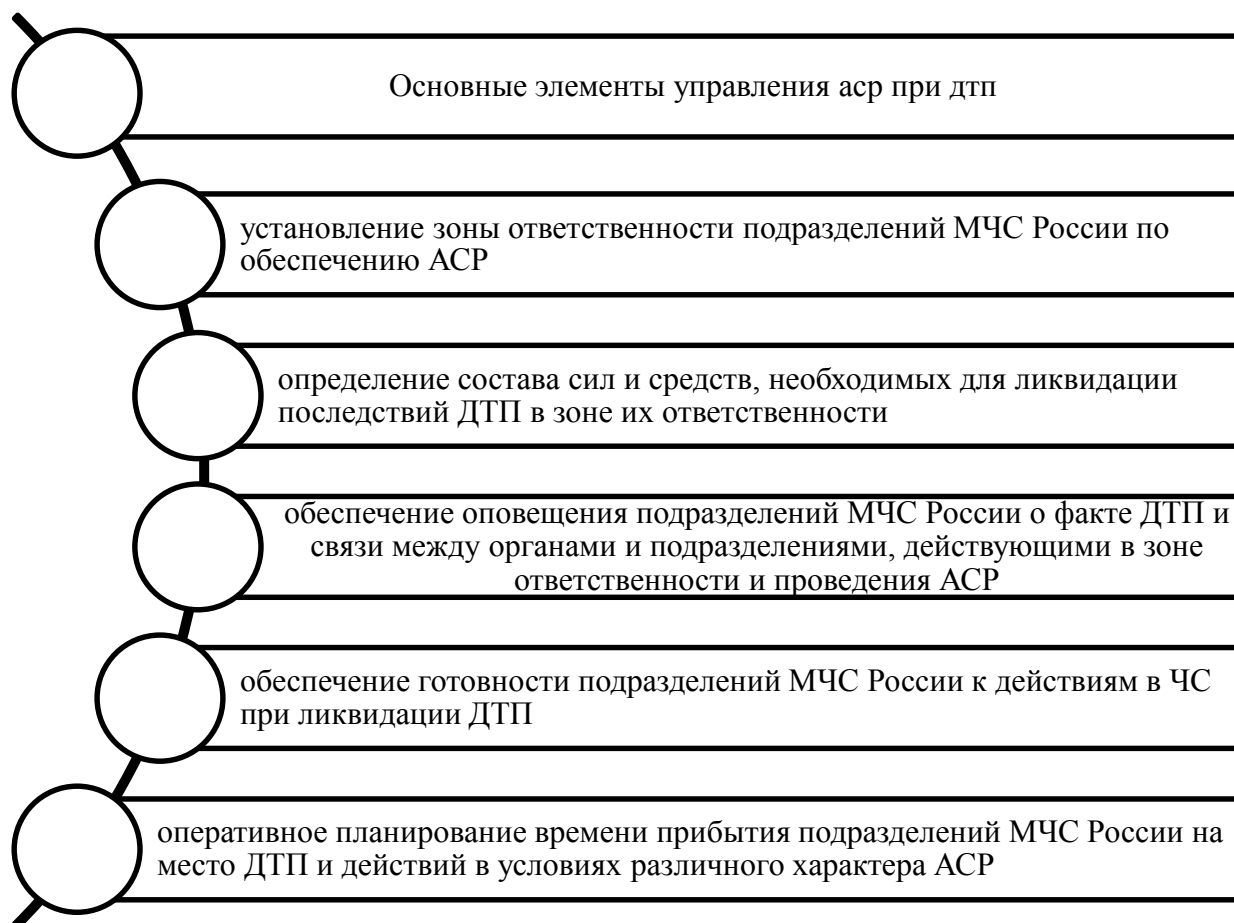 Основные элементы управления аср при дтп
установление зоны ответственности подразделений МЧС России по
обеспечению АСР
определение состава сил и средств, необходимых для ликвидации
последствий ДТП в зоне их ответственности
обеспечение оповещения подразделений МЧС России о факте ДТП и
связи между органами и подразделениями, действующими в зоне
ответственности и проведения АСР
обеспечение готовности подразделений МЧС России к действиям в ЧС
при ликвидации ДТП
оперативное планирование времени прибытия подразделений МЧС России на
место ДТП и действий в условиях различного характера АСР